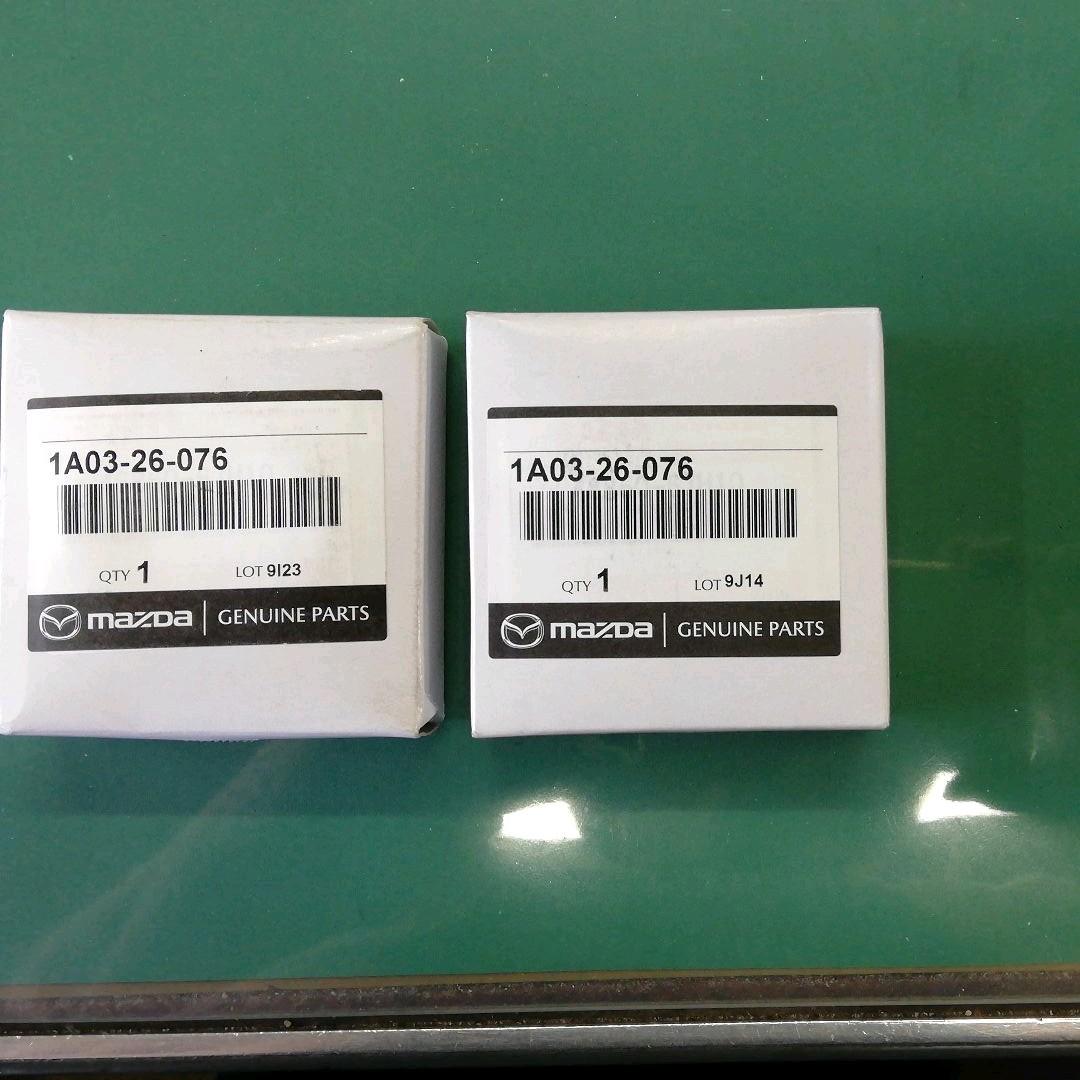 1A03-26-076
QTY 1 LOT 9I23
mazda GENUINE PARTS
1A03-26-076
QTY 1 LOT 9J14
mazda GENUINE PARTS